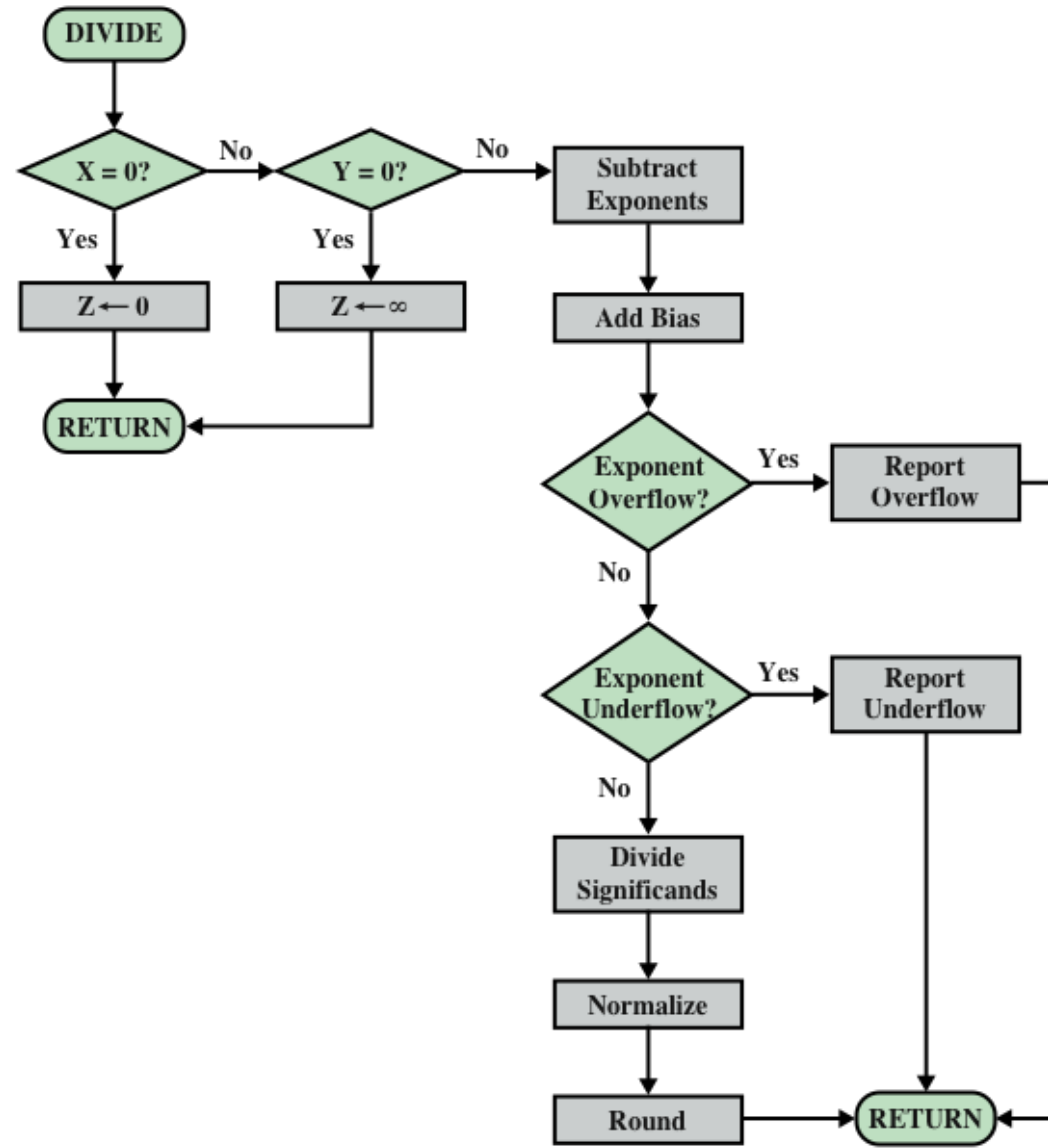 DIVIDE
X = 0?
No
Y = 0?
No
Subtract
Exponents
Yes
Yes
Z ← 0
Z ← ∞
Add Bias
RETURN
Exponent
Overflow?
Yes
Report
Overflow
No
Exponent
Underflow?
Yes
Report
Underflow
No
Divide
Significands
Normalize
Round
RETURN